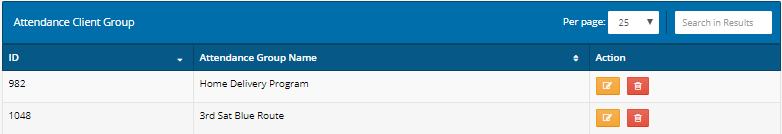 Attendance Client Group Per page: 25 Search in Results
ID Attendance Group Name Action
982 Home Delivery Program
1048 3rd Sat Blue Route